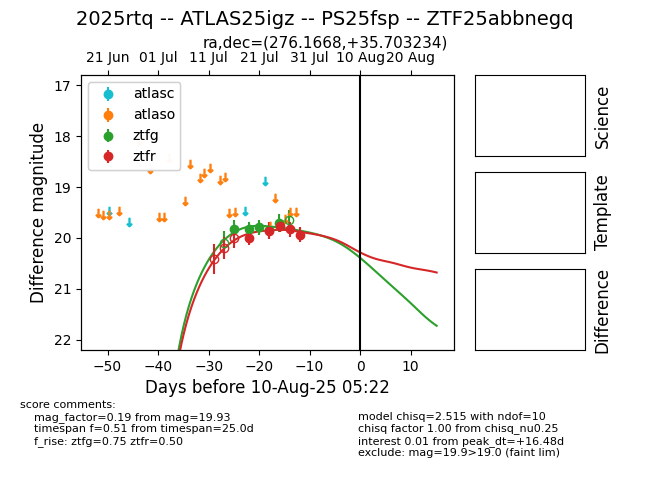 2025rtq -- ATLAS25igz -- PS25fsp -- ZTF25abbnegq
ra,dec=(276.1668,+35.703234)
21 Jun 01 Jul 11 Jul 21 Jul 31 Jul 10 Aug 20 Aug
atlasc
atlaso
ztfg
ztfr
17
18
19
20
21
22
Difference magnitude
−50 −40 −30 −20 −10 0 10
Days before 10-Aug-25 05:22
Science
Template
Difference
score comments:
mag_factor=0.19 from mag=19.93
timespan f=0.51 from timespan=25.0d
f_rise: ztfg=0.75 ztfr=0.50
model chisq=2.515 with ndof=10
chisq factor 1.00 from chisq_nu0.25
interest 0.01 from peak_dt=+16.48d
exclude: mag=19.9>19.0 (faint lim)